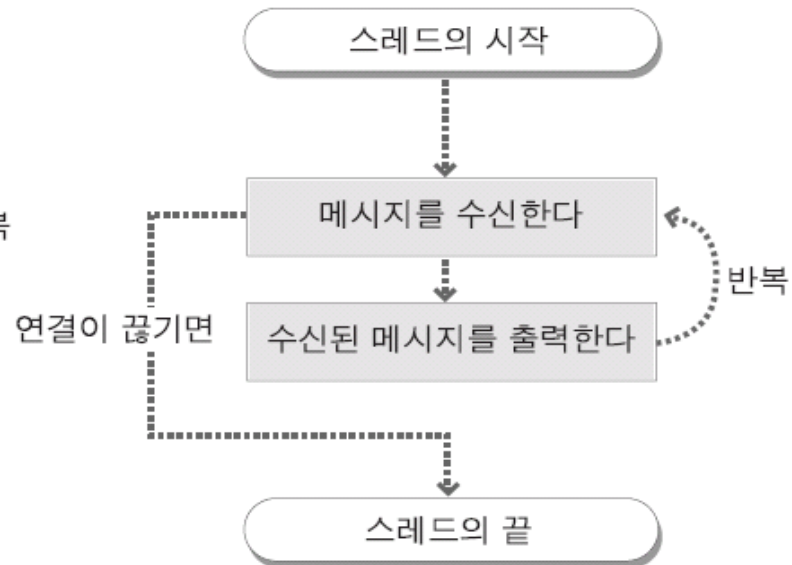 스레드의 시작
메시지를 수신한다
반복
연결이 끊기면
수신된 메시지를 출력한다
스레드의 끝